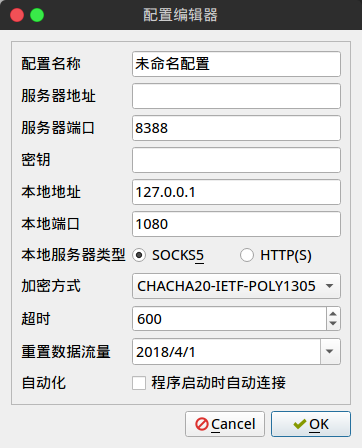 配置编辑器
配置名称 未命名配置
服务器地址
服务器端口 8388
密钥
本地地址 127.0.0.1
本地端口 1080
本地服务器类型 SOCKS5 HTTP(S)
加密方式 CHACHA20-IETF-POLY1305
超时 600
重置数据流量 2018/4/1
自动化 程序启动时自动连接
Cancel OK